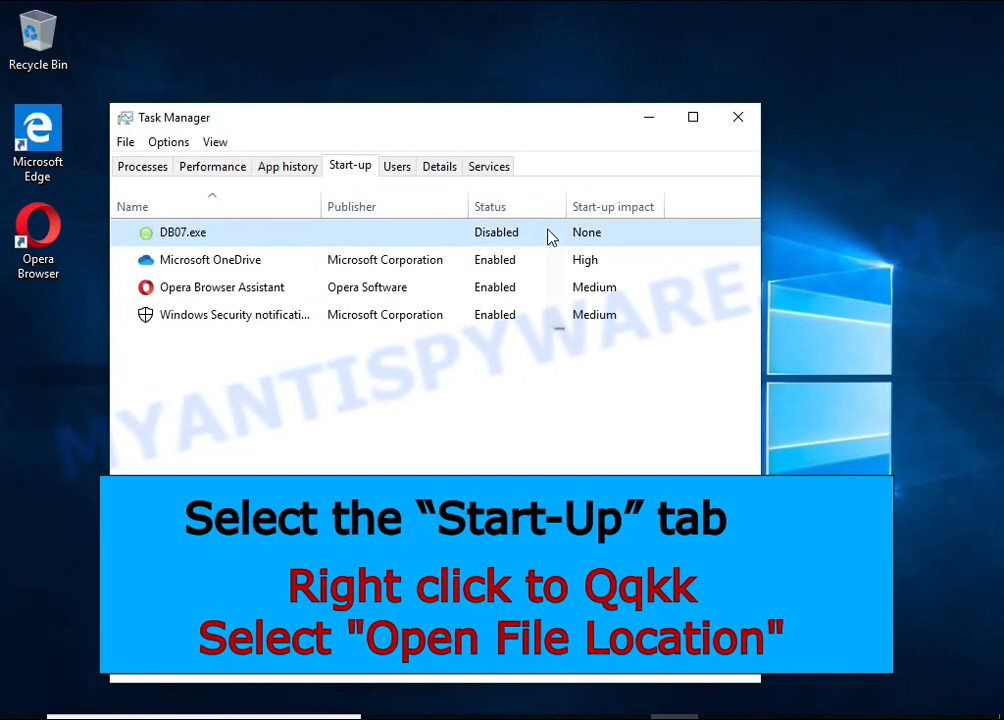 Recycle Bin
Microsoft
Edge
Opera
Browser
Task Manager
File Options View
Processes Performance App history Start-up Users Details Services
Name Publisher Status Start-up impact
DB07.exe Disabled None
Microsoft OneDrive Microsoft Corporation Enabled High
Opera Browser Assistant Opera Software Enabled Medium
Windows Security notificati... Microsoft Corporation Enabled Medium
MYANTISPYWARE.COM
Select the “Start-Up” tab
Right click to Qqkk
Select "Open File Location"